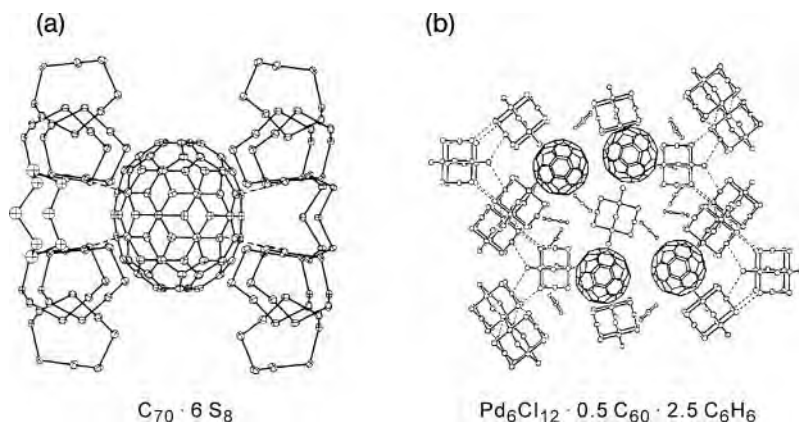 (a)
(b)
C₇₀ · 6 S₈
Pd₆Cl₁₂ · 0.5 C₆₀ · 2.5 C₆H₆